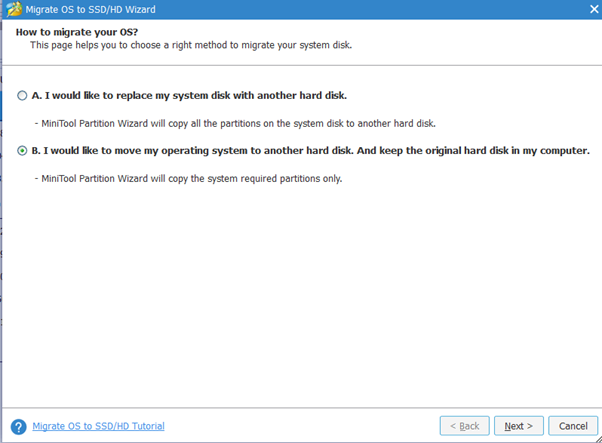 Migrate OS to SSD/HD Wizard
How to migrate your OS?
This page helps you to choose a right method to migrate your system disk.
A. I would like to replace my system disk with another hard disk.
- MiniTool Partition Wizard will copy all the partitions on the system disk to another hard disk.
B. I would like to move my operating system to another hard disk. And keep the original hard disk in my computer.
- MiniTool Partition Wizard will copy the system required partitions only.
Migrate OS to SSD/HD Tutorial
< Back
Next >
Cancel